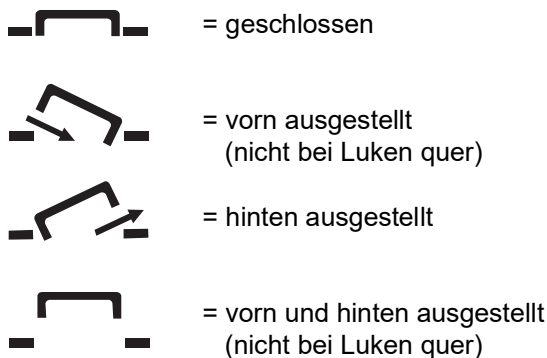 = geschlossen
= vorn ausgestellt
(nicht bei Luken quer)
= hinten ausgestellt
= vorn und hinten ausgestellt
(nicht bei Luken quer)